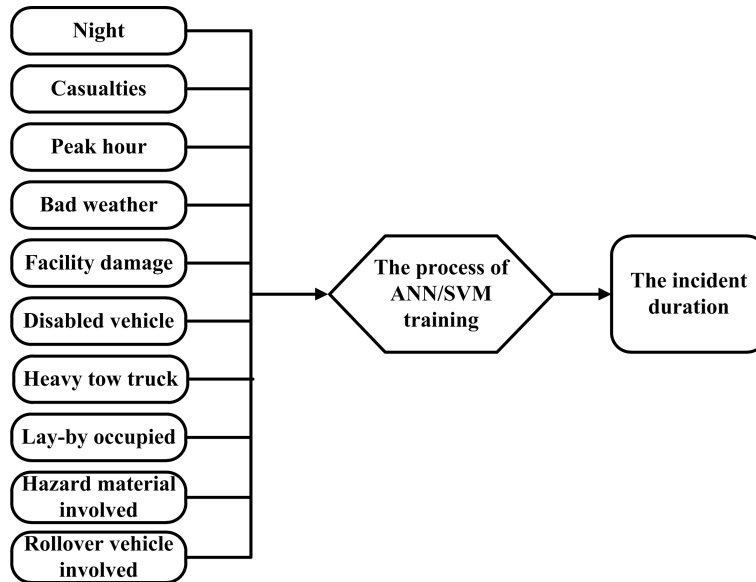 Night
Casualties
Peak hour
Bad weather
Facility damage
Disabled vehicle
Heavy tow truck
Lay-by occupied
Hazard material
involved
Rollover vehicle
involved
The process of
ANN/SVM
training
The incident
duration